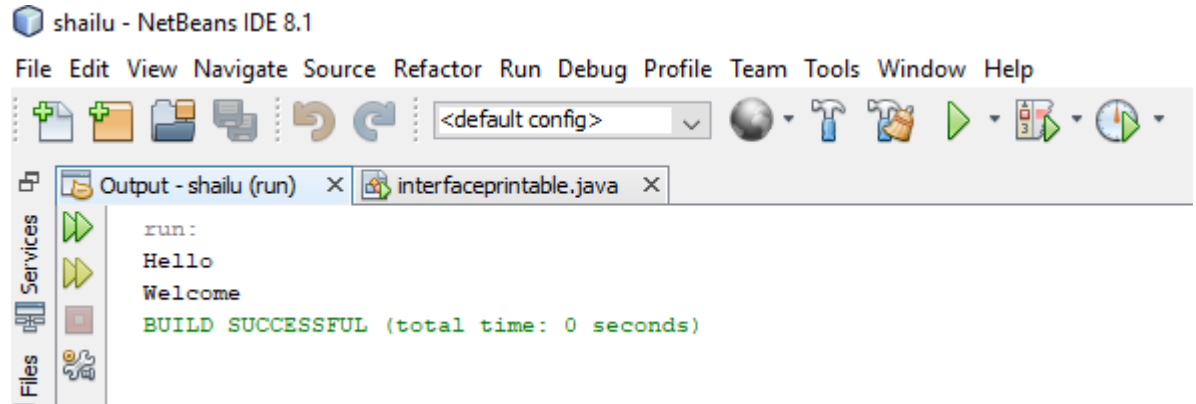 shailu - NetBeans IDE 8.1
File Edit View Navigate Source Refactor Run Debug Profile Team Tools Window Help
<default config>
Output - shailu (run) interfaceprintable.java
Services
Files
run:
Hello
Welcome
BUILD SUCCESSFUL (total time: 0 seconds)